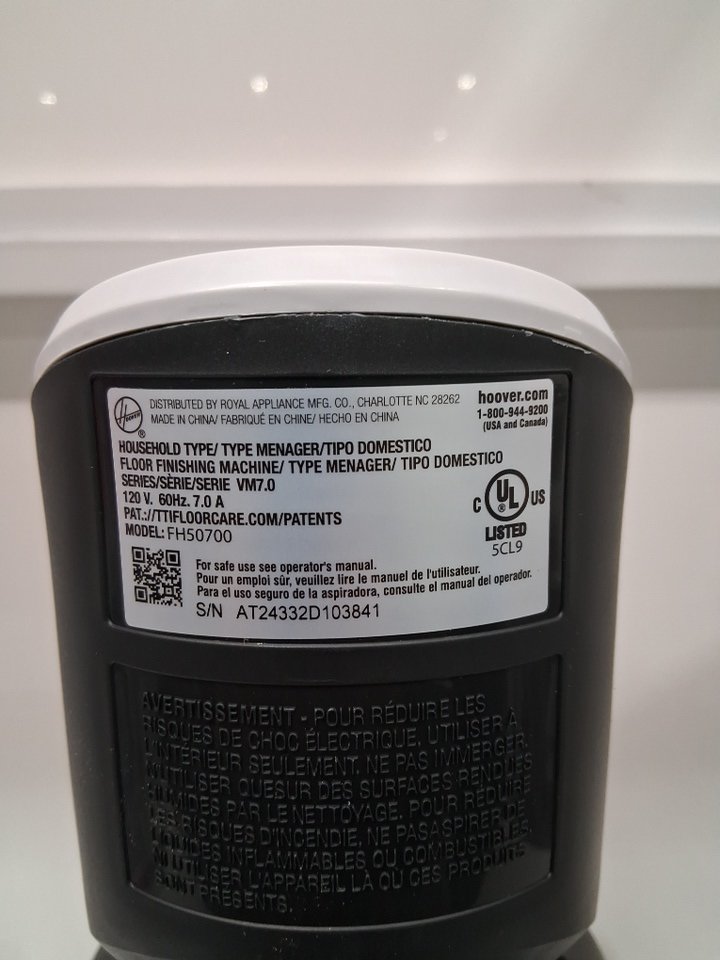 HOOVER
®
DISTRIBUTED BY ROYAL APPLIANCE MFG. CO., CHARLOTTE NC 28262
MADE IN CHINA/ FABRIQUÉ EN CHINE/ HECHO EN CHINA
hoover.com
1-800-944-9200
(USA and Canada)
HOUSEHOLD TYPE/ TYPE MENAGER/TIPO DOMESTICO
FLOOR FINISHING MACHINE/ TYPE MENAGER/ TIPO DOMESTICO
SERIES/SÈRIE/SERIE VM7.0
120 V. 60Hz. 7.0 A
PAT.://TTIFLOORCARE.COM/PATENTS
MODEL: FH50700
C UL ® US
LISTED
5CL9
For safe use see operator's manual.
Pour un emploi sûr, veuillez lire le manuel de l'utilisateur.
Para el uso seguro de la aspiradora, consulte el manual del operador.
S/N AT24332D103841
AVERTISSEMENT - POUR RÉDUIRE LES
RISQUES DE CHOC ÉLECTRIQUE, UTILISER À
L'INTÉRIEUR SEULEMENT. NE PAS IMMERGER.
N'UTILISER QUE SUR DES SURFACES RENDUES
HUMIDES PAR LE NETTOYAGE. POUR RÉDUIRE
LES RISQUES D'INCENDIE, NE PAS ASPIRER DE
LIQUIDES INFLAMMABLES OU COMBUSTIBLES.
N'UTILISER L'APPAREIL LÀ OÙ CES PRODUITS
SONT PRÉSENTS.